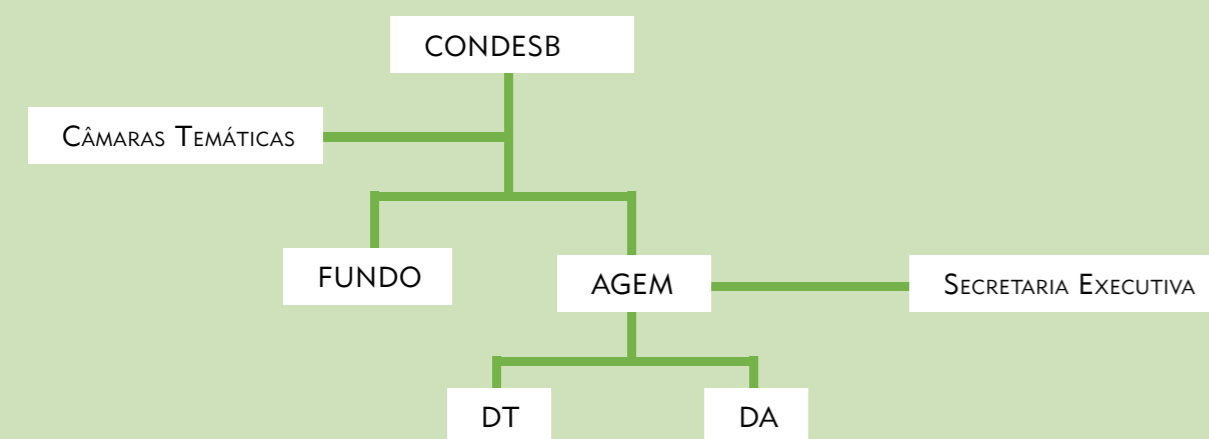 CONDESB
Câmaras Temáticas
FUNDO
AGEM
Secretaria Executiva
DT
DA